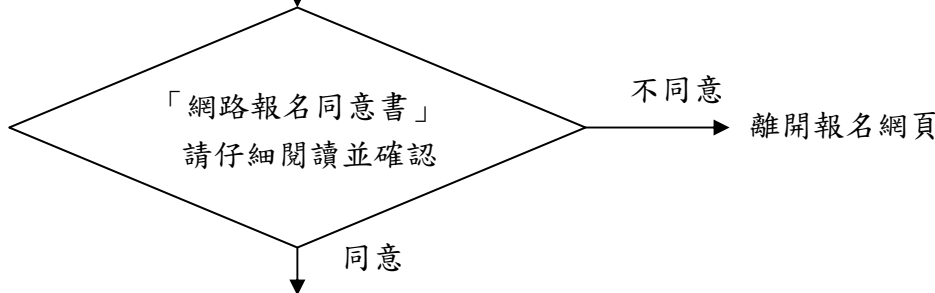 「網路報名同意書」
請仔細閱讀並確認
不同意
離開報名網頁
同意